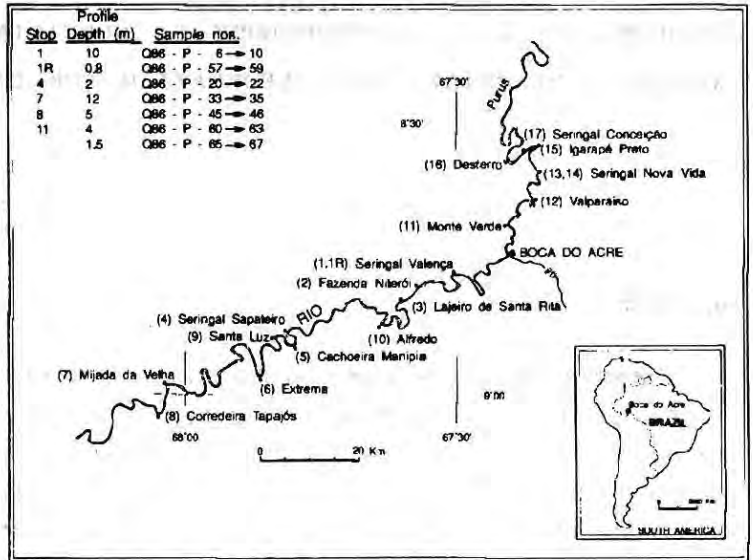 Profile
Stop Depth (m) Sample nos.
1 10 Q86 - P - 6 → 10
1R 0.8 Q86 - P - 57 → 59
4 2 Q86 - P - 20 → 22
7 12 Q86 - P - 33 → 35
8 5 Q86 - P - 45 → 46
11 4 Q86 - P - 60 → 63
1.5 Q86 - P - 65 → 67
67°30'
Purus
8°30'
(17) Seringal Conceição
(15) Igarapé Preto
(16) Desterro
(13,14) Seringal Nova Vida
(12) Valparaiso
(11) Monte Verde
BOCA DO ACRE
(1,1R) Seringal Valença
(2) Fazenda Niterói
(3) Lajeiro de Santa Rita
(4) Seringal Sapateiro
RIO
(9) Santa Luz
(10) Alfredo
(5) Cachoeira Manipia
(7) Mijada da Velha
(6) Extrema
9°00
(8) Corredeira Tapajós
68°00
67°30'
0 20 Km
Boca do Acre
BRAZIL
SOUTH AMERICA